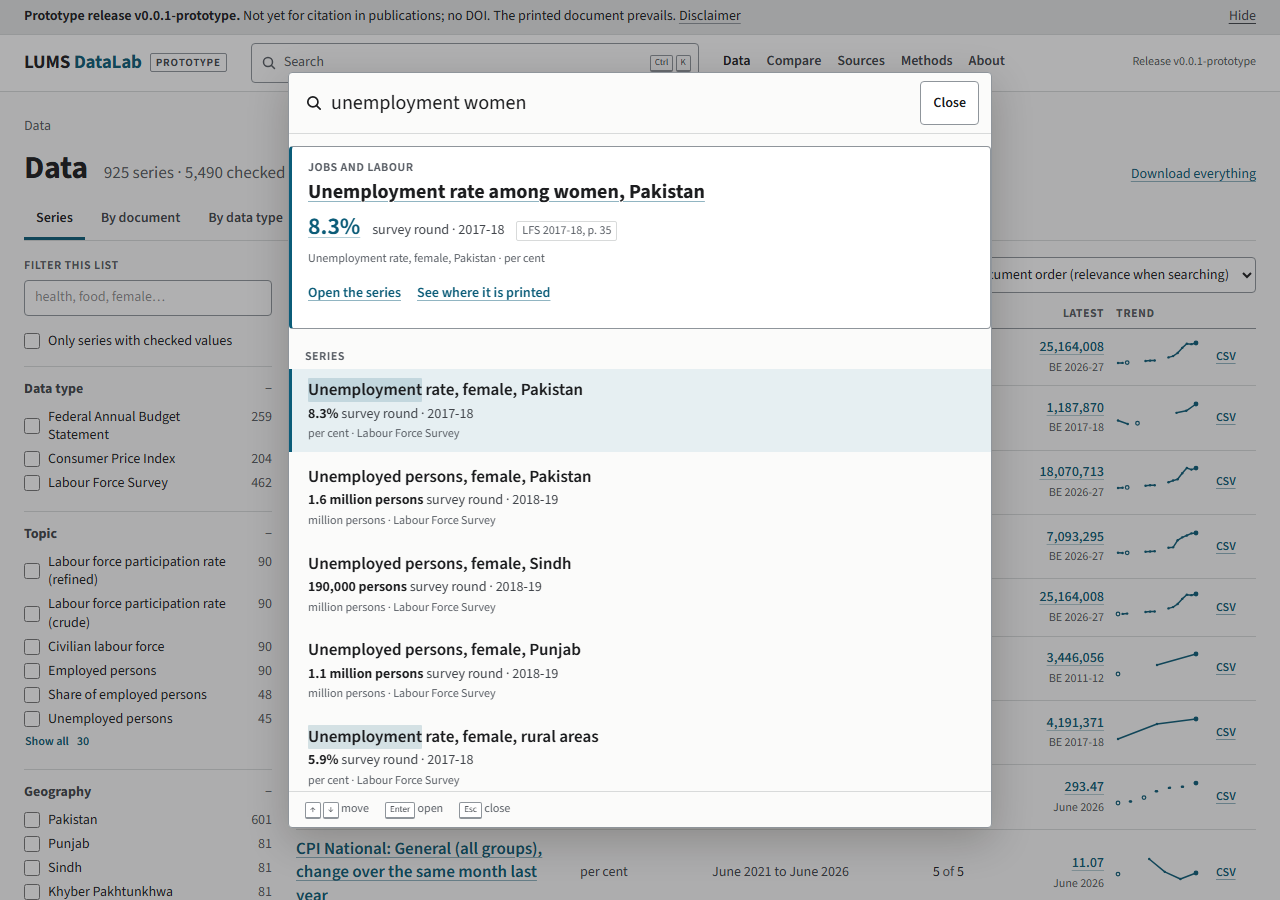 Prototype release v0.0.1-prototype. Not yet for citation in publications; no DOI. The printed document prevails. Disclaimer
Hide
LUMS DataLab PROTOTYPE
Search
Ctrl K
Data Compare Sources Methods About
Release v0.0.1-prototype
unemployment women
Close
Data
Data 925 series · 5,490 checked
Download everything
Series By document By data type
JOBS AND LABOUR
Unemployment rate among women, Pakistan
8.3% survey round · 2017-18 LFS 2017-18, p. 35
Unemployment rate, female, Pakistan · per cent
Open the series See where it is printed
SERIES
Unemployment rate, female, Pakistan
8.3% survey round · 2017-18
per cent · Labour Force Survey
Unemployed persons, female, Pakistan
1.6 million persons survey round · 2018-19
million persons · Labour Force Survey
Unemployed persons, female, Sindh
190,000 persons survey round · 2018-19
million persons · Labour Force Survey
Unemployed persons, female, Punjab
1.1 million persons survey round · 2018-19
million persons · Labour Force Survey
Unemployment rate, female, rural areas
5.9% survey round · 2017-18
per cent · Labour Force Survey
↑ ↓ move Enter open Esc close
FILTER THIS LIST
health, food, female…
Only series with checked values
Data type –
Federal Annual Budget 259
Statement
Consumer Price Index 204
Labour Force Survey 462
Topic –
Labour force participation rate 90
(refined)
Labour force participation rate 90
(crude)
Civilian labour force 90
Employed persons 90
Share of employed persons 48
Unemployed persons 45
Show all 30
Geography –
Pakistan 601
Punjab 81
Sindh 81
Khyber Pakhtunkhwa 81
order (relevance when searching)
LATEST TREND
25,164,008 CSV
BE 2026-27
1,187,870 CSV
BE 2017-18
18,070,713 CSV
BE 2026-27
7,093,295 CSV
BE 2026-27
25,164,008 CSV
BE 2026-27
3,446,056 CSV
BE 2011-12
4,191,371 CSV
BE 2017-18
293.47 CSV
June 2026
CPI National: General (all groups),
change over the same month last
year
per cent June 2021 to June 2026 5 of 5 11.07 CSV
June 2026